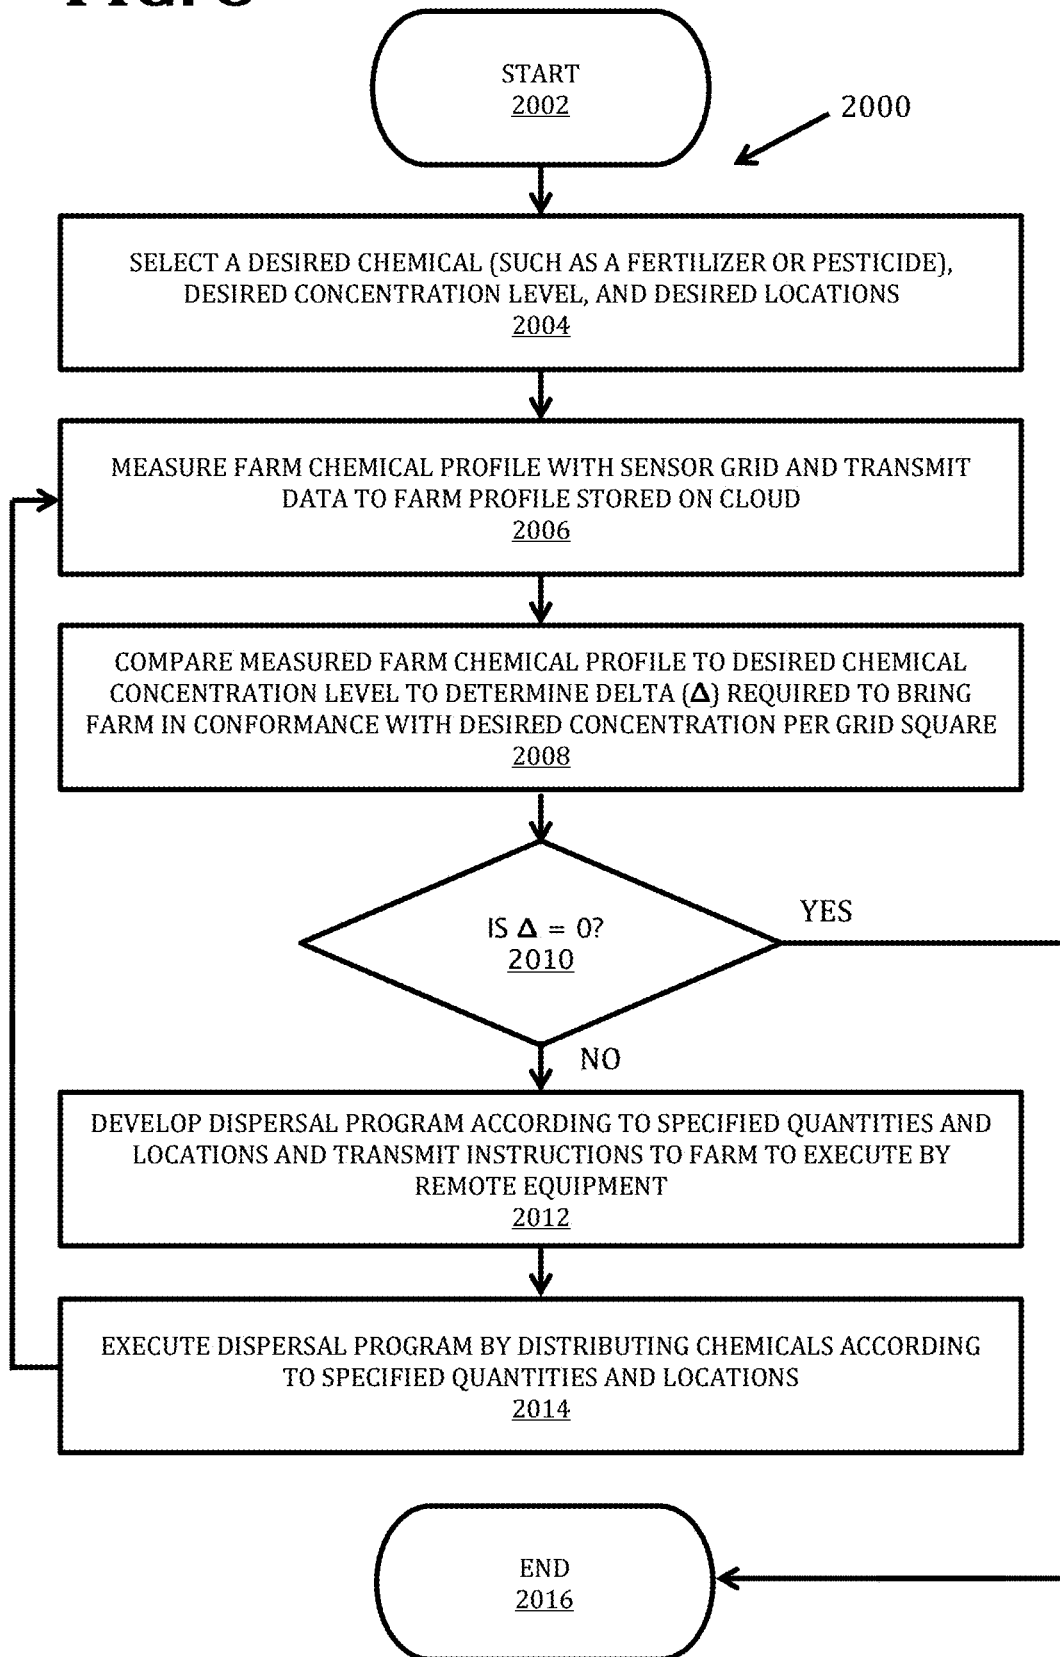 START
2002
2000
SELECT A DESIRED CHEMICAL (SUCH AS A FERTILIZER OR PESTICIDE),
DESIRED CONCENTRATION LEVEL, AND DESIRED LOCATIONS
2004
MEASURE FARM CHEMICAL PROFILE WITH SENSOR GRID AND TRANSMIT
DATA TO FARM PROFILE STORED ON CLOUD
2006
COMPARE MEASURED FARM CHEMICAL PROFILE TO DESIRED CHEMICAL
CONCENTRATION LEVEL TO DETERMINE DELTA (Δ) REQUIRED TO BRING
FARM IN CONFORMANCE WITH DESIRED CONCENTRATION PER GRID SQUARE
2008
IS Δ = 0?
2010
YES
NO
DEVELOP DISPERSAL PROGRAM ACCORDING TO SPECIFIED QUANTITIES AND
LOCATIONS AND TRANSMIT INSTRUCTIONS TO FARM TO EXECUTE BY
REMOTE EQUIPMENT
2012
EXECUTE DISPERSAL PROGRAM BY DISTRIBUTING CHEMICALS ACCORDING
TO SPECIFIED QUANTITIES AND LOCATIONS
2014
END
2016